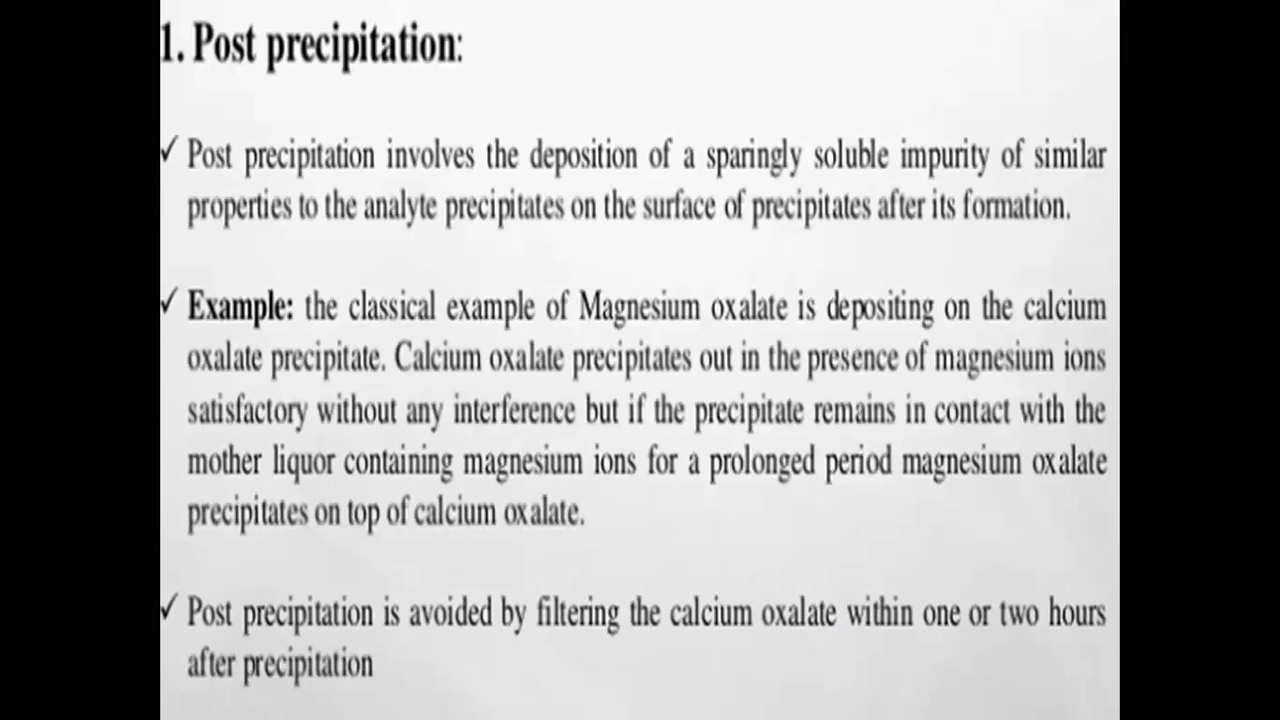 1. Post precipitation:
✓ Post precipitation involves the deposition of a sparingly soluble impurity of similar
properties to the analyte precipitates on the surface of precipitates after its formation.
✓ Example: the classical example of Magnesium oxalate is depositing on the calcium
oxalate precipitate. Calcium oxalate precipitates out in the presence of magnesium ions
satisfactory without any interference but if the precipitate remains in contact with the
mother liquor containing magnesium ions for a prolonged period magnesium oxalate
precipitates on top of calcium oxalate.
✓ Post precipitation is avoided by filtering the calcium oxalate within one or two hours
after precipitation